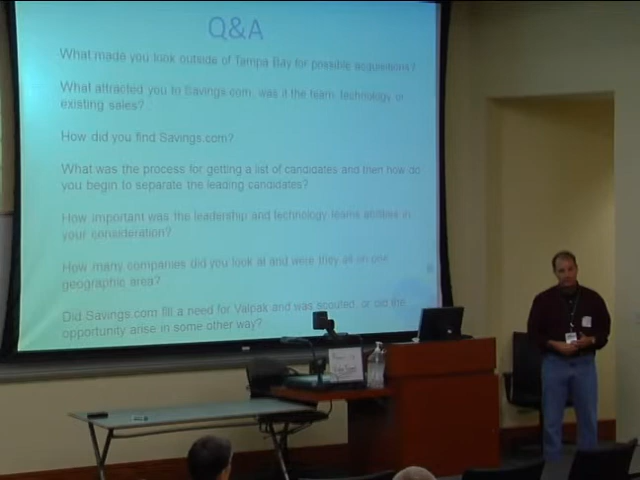 Q&A
What made you look outside of Tampa Bay for possible acquisitions?
What attracted you to Savings.com, was it the team, technology or
existing sales?
How did you find Savings.com?
What was the process for getting a list of candidates and then how do
you begin to separate the leading candidates?
How important was the leadership and technology teams abilities in
your consideration?
How many companies did you look at and were they all in one
geographic area?
Did Savings.com fill a need for Valpak and was scouted, or did the
opportunity arise in some other way?